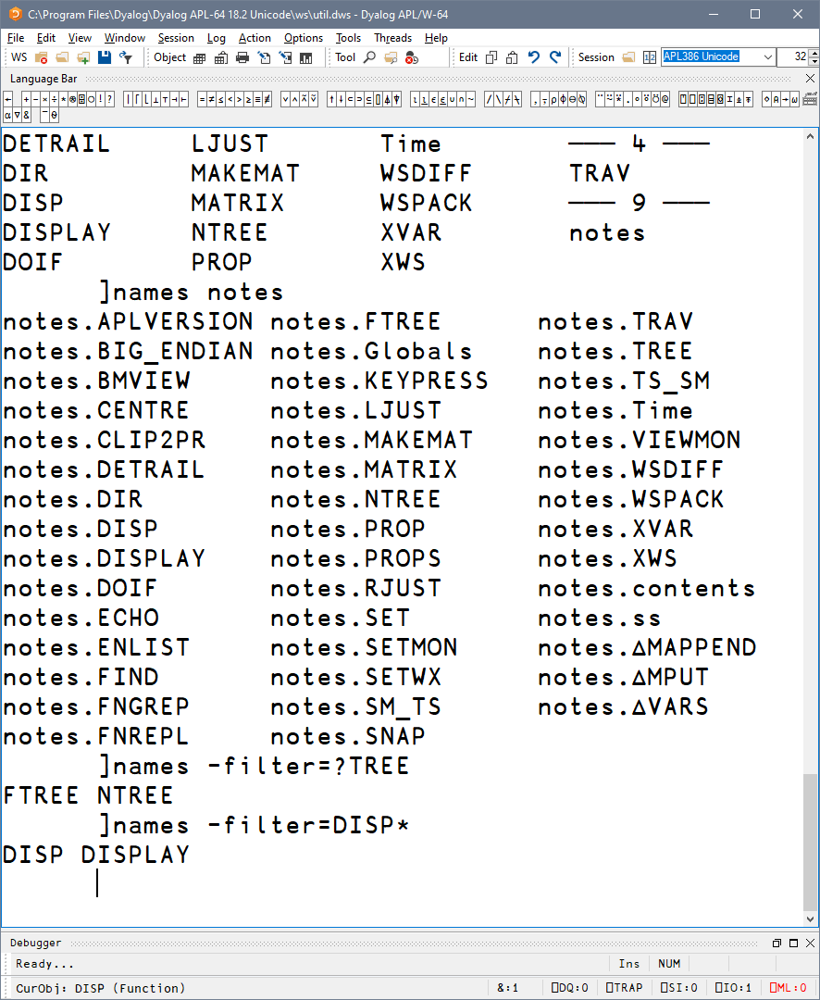 C:\Program Files\Dyalog\Dyalog APL-64 18.2 Unicode\ws\util.dws - Dyalog APL/W-64
File Edit View Window Session Log Action Options Tools Threads Help
WS Object Tool Edit Session APL386 Unicode 32
Language Bar
DETRAIL LJUST Time ─── 4 ───
DIR MAKEMAT WSDIFF TRAV
DISP MATRIX WSPACK ─── 9 ───
DISPLAY NTREE XVAR notes
DOIF PROP XWS
]names notes
notes.APLVERSION notes.FTREE notes.TRAV
notes.BIG_ENDIAN notes.Globals notes.TREE
notes.BMVIEW notes.KEYPRESS notes.TS_SM
notes.CENTRE notes.LJUST notes.Time
notes.CLIP2PR notes.MAKEMAT notes.VIEWMON
notes.DETRAIL notes.MATRIX notes.WSDIFF
notes.DIR notes.NTREE notes.WSPACK
notes.DISP notes.PROP notes.XVAR
notes.DISPLAY notes.PROPS notes.XWS
notes.DOIF notes.RJUST notes.contents
notes.ECHO notes.SET notes.ss
notes.ENLIST notes.SETMON notes.∆MAPPEND
notes.FIND notes.SETWX notes.∆MPUT
notes.FNGREP notes.SM_TS notes.∆VARS
notes.FNREPL notes.SNAP
]names -filter=?TREE
FTREE NTREE
]names -filter=DISP*
DISP DISPLAY
Debugger
Ready... Ins NUM
CurObj: DISP (Function) &:1 ⎕DQ:0 ⎕TRAP ⎕SI:0 ⎕IO:1 ⎕ML:0